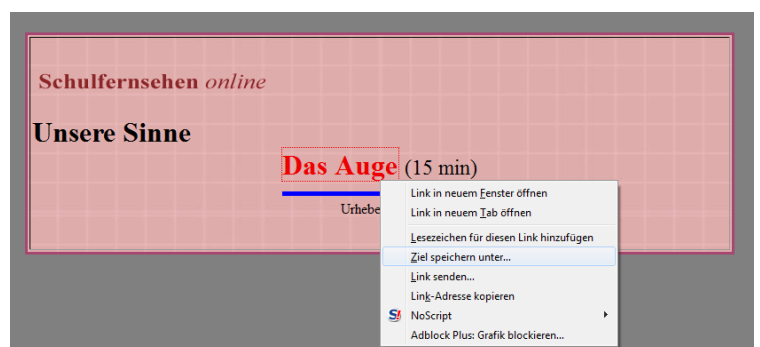 Schulfernsehen online
Unsere Sinne
Das Auge (15 min)
Link in neuem Fenster öffnen
Link in neuem Tab öffnen
Lesezeichen für diesen Link hinzufügen
Ziel speichern unter...
Link senden...
Link-Adresse kopieren
NoScript
Adblock Plus: Grafik blockieren...